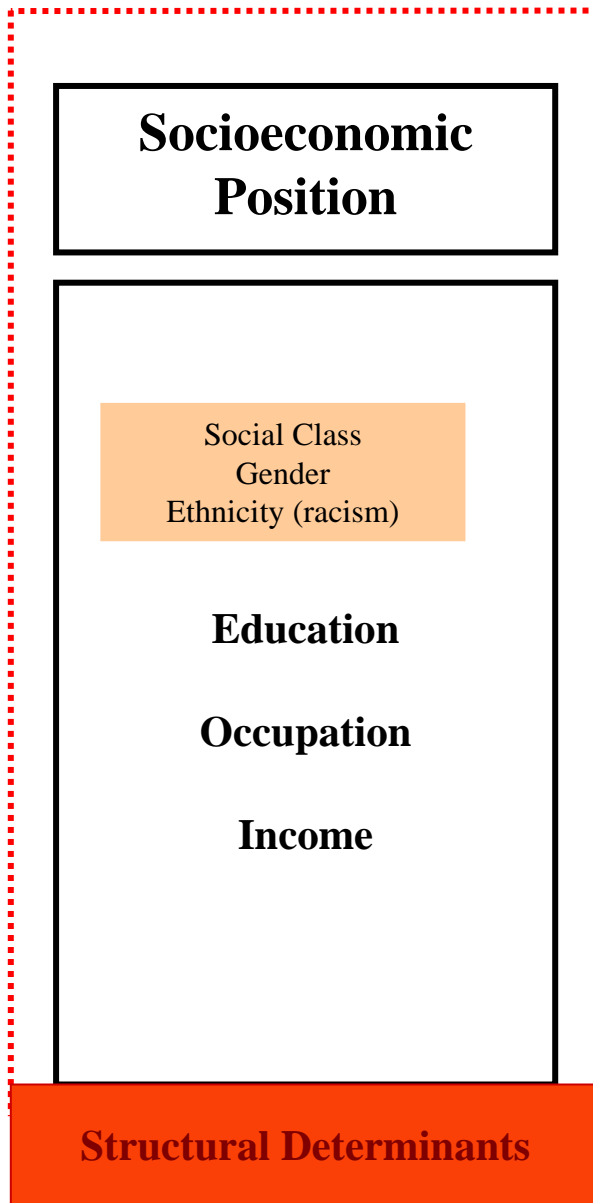 Socioeconomic
Position
Social Class
Gender
Ethnicity (racism)
Education
Occupation
Income
Structural Determinants